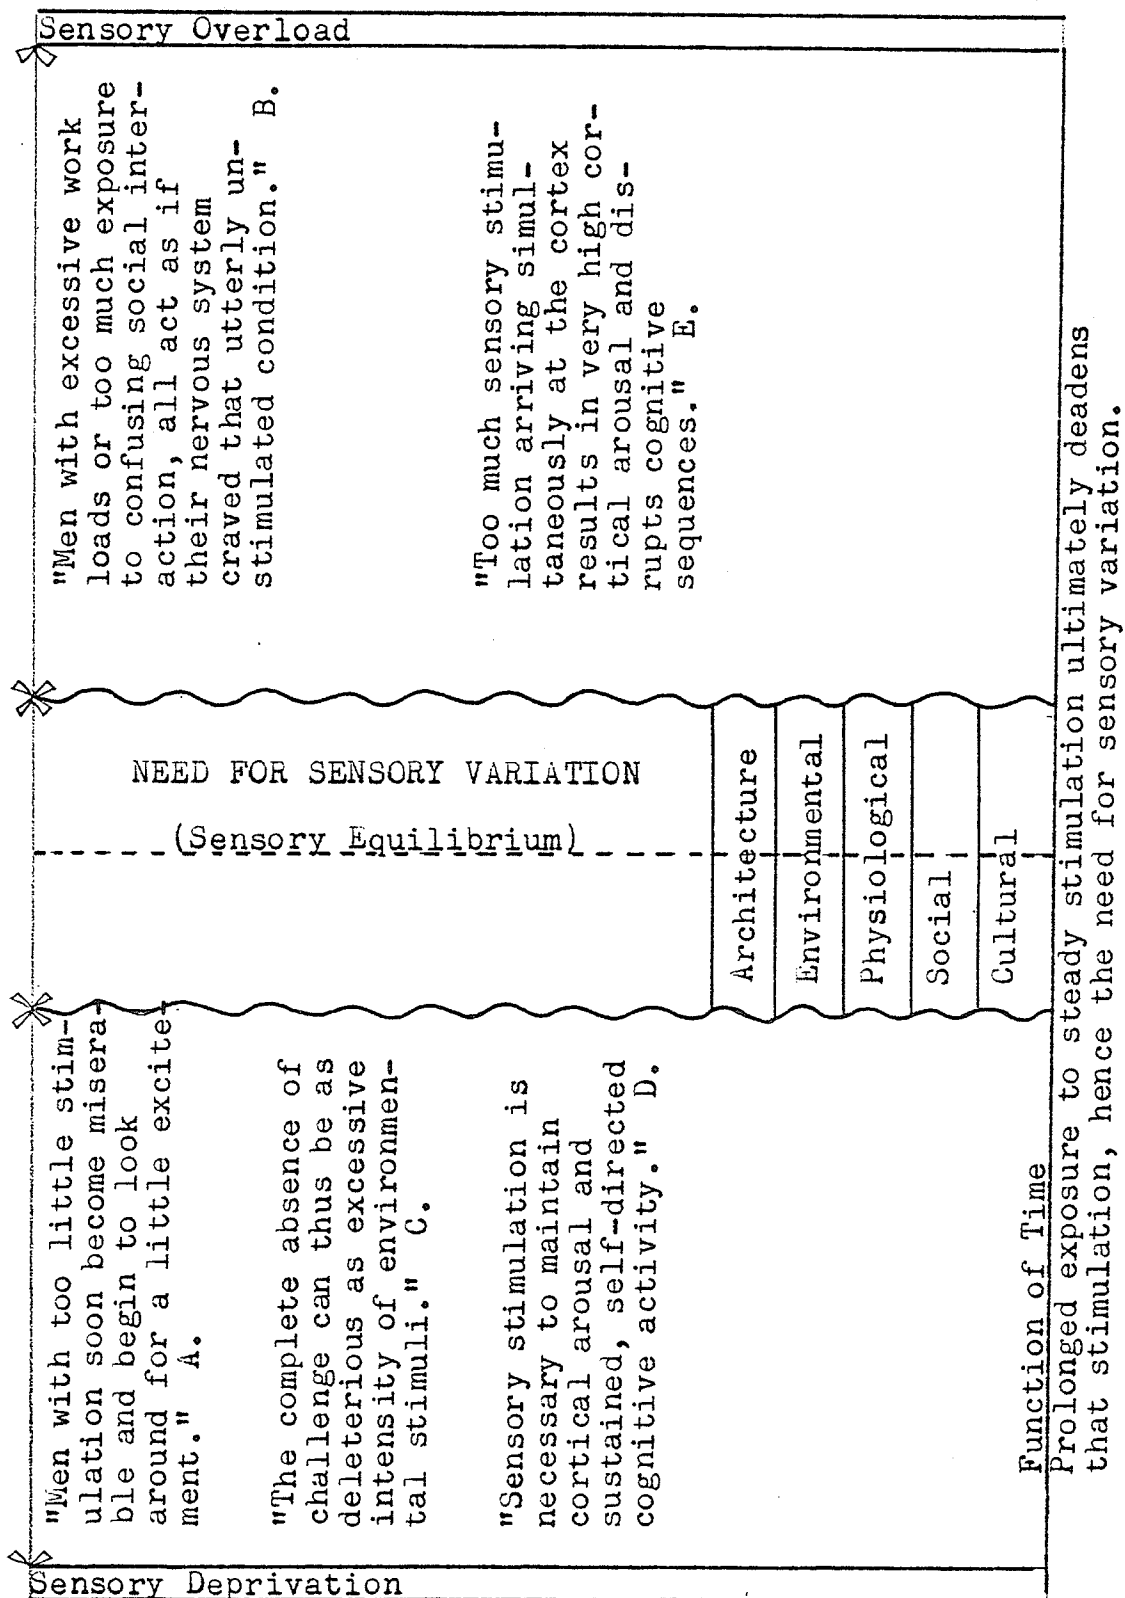 Sensory Overload
"Men with excessive work
loads or too much exposure
to confusing social inter-
action, all act as if
their nervous system
craved that utterly un-
stimulated condition." B.
"Too much sensory stimu-
lation arriving simul-
taneously at the cortex
results in very high cor-
tical arousal and dis-
rupts cognitive
sequences." E.
NEED FOR SENSORY VARIATION
(Sensory Equilibrium)
Architecture
Environmental
Physiological
Social
Cultural
"Men with too little stim-
ulation soon become misera-
ble and begin to look
around for a little excite-
ment." A.
"The complete absence of
challenge can thus be as
deleterious as excessive
intensity of environmen-
tal stimuli." C.
"Sensory stimulation is
necessary to maintain
cortical arousal and
sustained, self-directed
cognitive activity." D.
Sensory Deprivation
Function of Time
Prolonged exposure to steady stimulation ultimately deadens
that stimulation, hence the need for sensory variation.